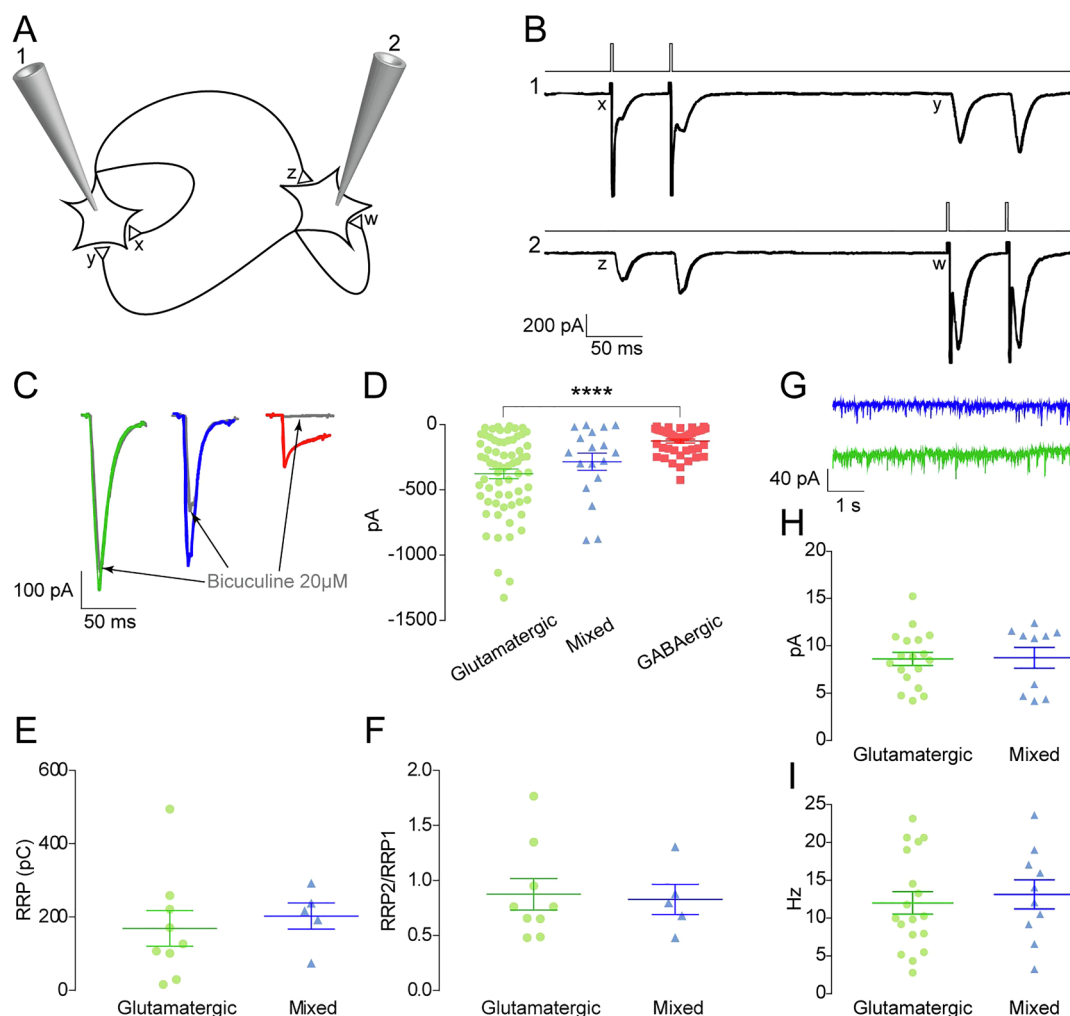 A
1
2
z
w
x
y
B
1
x
y
2
z
w
200 pA
50 ms
C
Bicuculine 20µM
100 pA
50 ms
D
****
0
-500
-1000
-1500
pA
Glutamatergic
Mixed
GABAergic
G
40 pA
1 s
H
20
15
10
5
0
pA
Glutamatergic
Mixed
E
600
400
200
0
RRP (pC)
Glutamatergic
Mixed
F
2.0
1.5
1.0
0.5
0.0
RRP2/RRP1
Glutamatergic
Mixed
I
25
20
15
10
5
0
Hz
Glutamatergic
Mixed